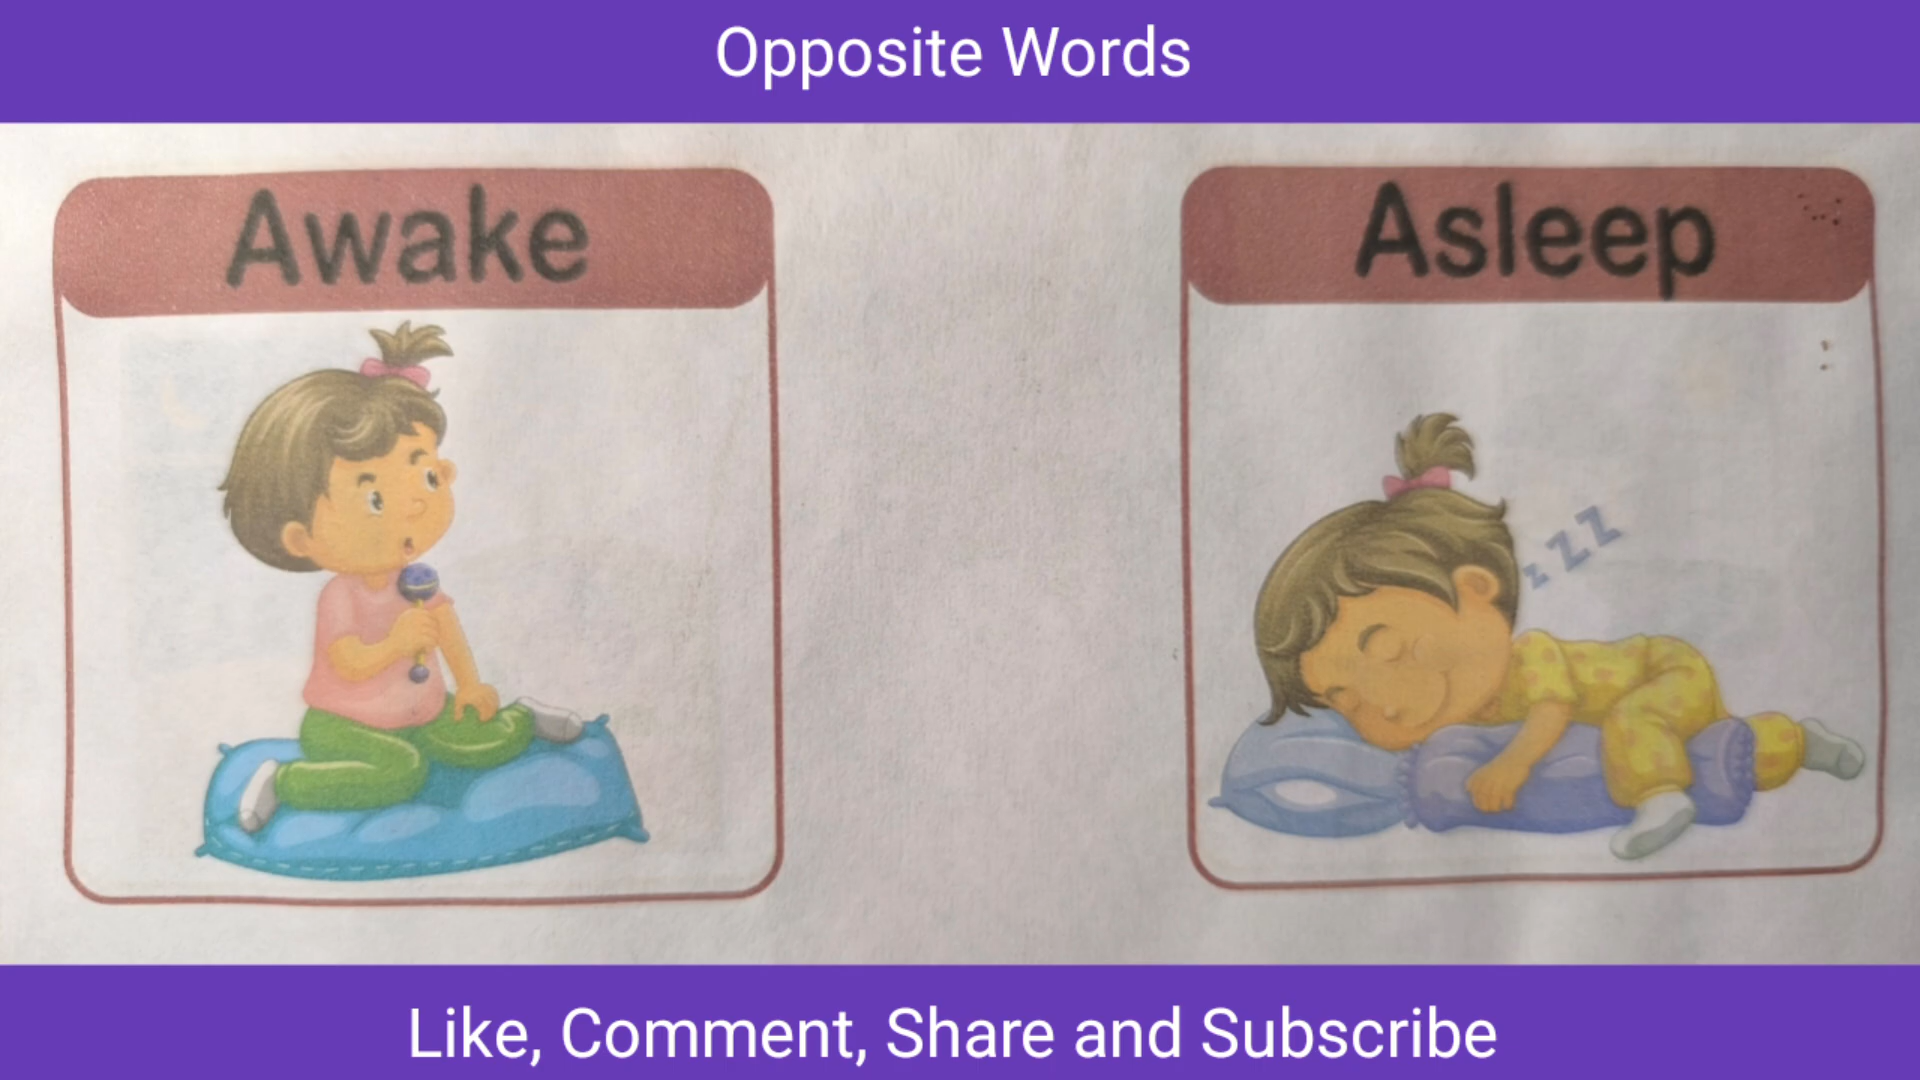 Opposite Words
Awake
Asleep
z Z Z
Like, Comment, Share and Subscribe